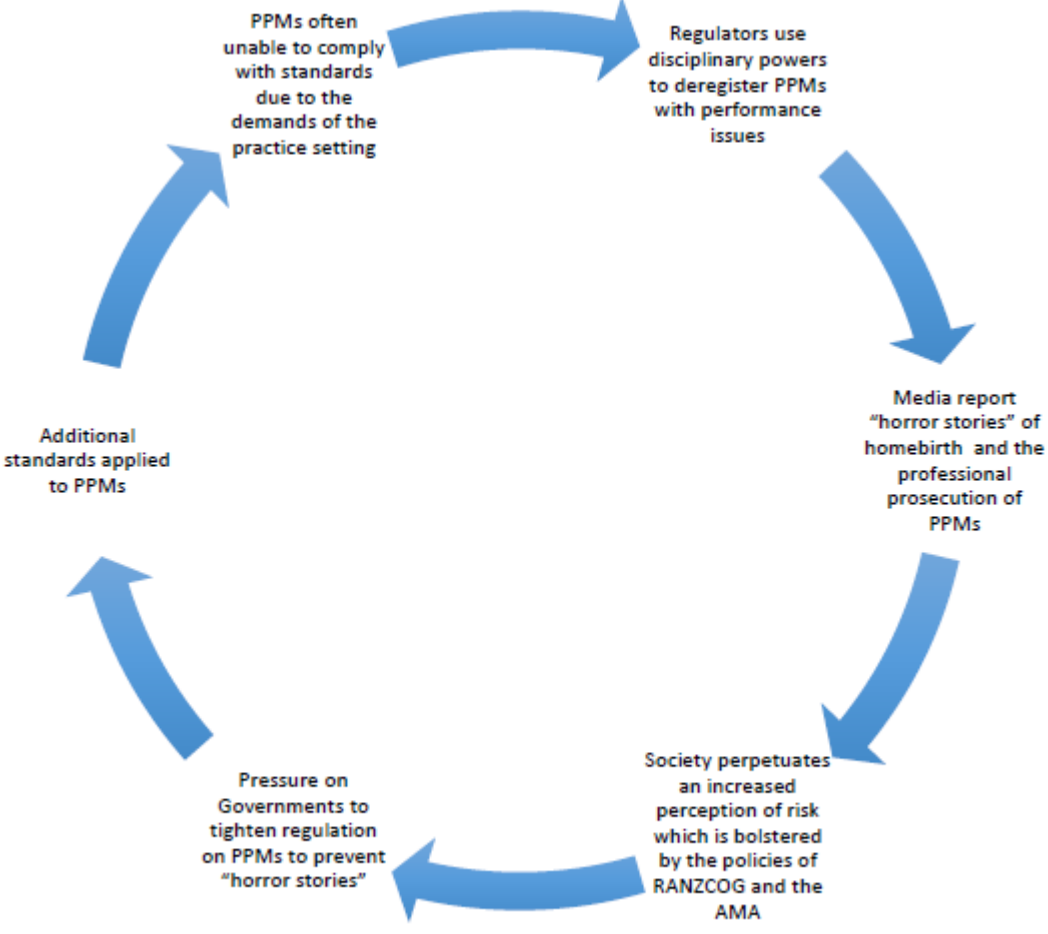 PPMs often
unable to comply
with standards
due to the
demands of the
practice setting
Regulators use
disciplinary powers
to deregister PPMs
with performance
issues
Media report
“horror stories” of
homebirth  and the
professional
prosecution of
PPMs
Society perpetuates
an increased
perception of risk
which is bolstered
by the policies of
RANZCOG and the
AMA
Pressure on
Governments to
tighten regulation
on PPMs to prevent
“horror stories”
Additional
standards applied
to PPMs